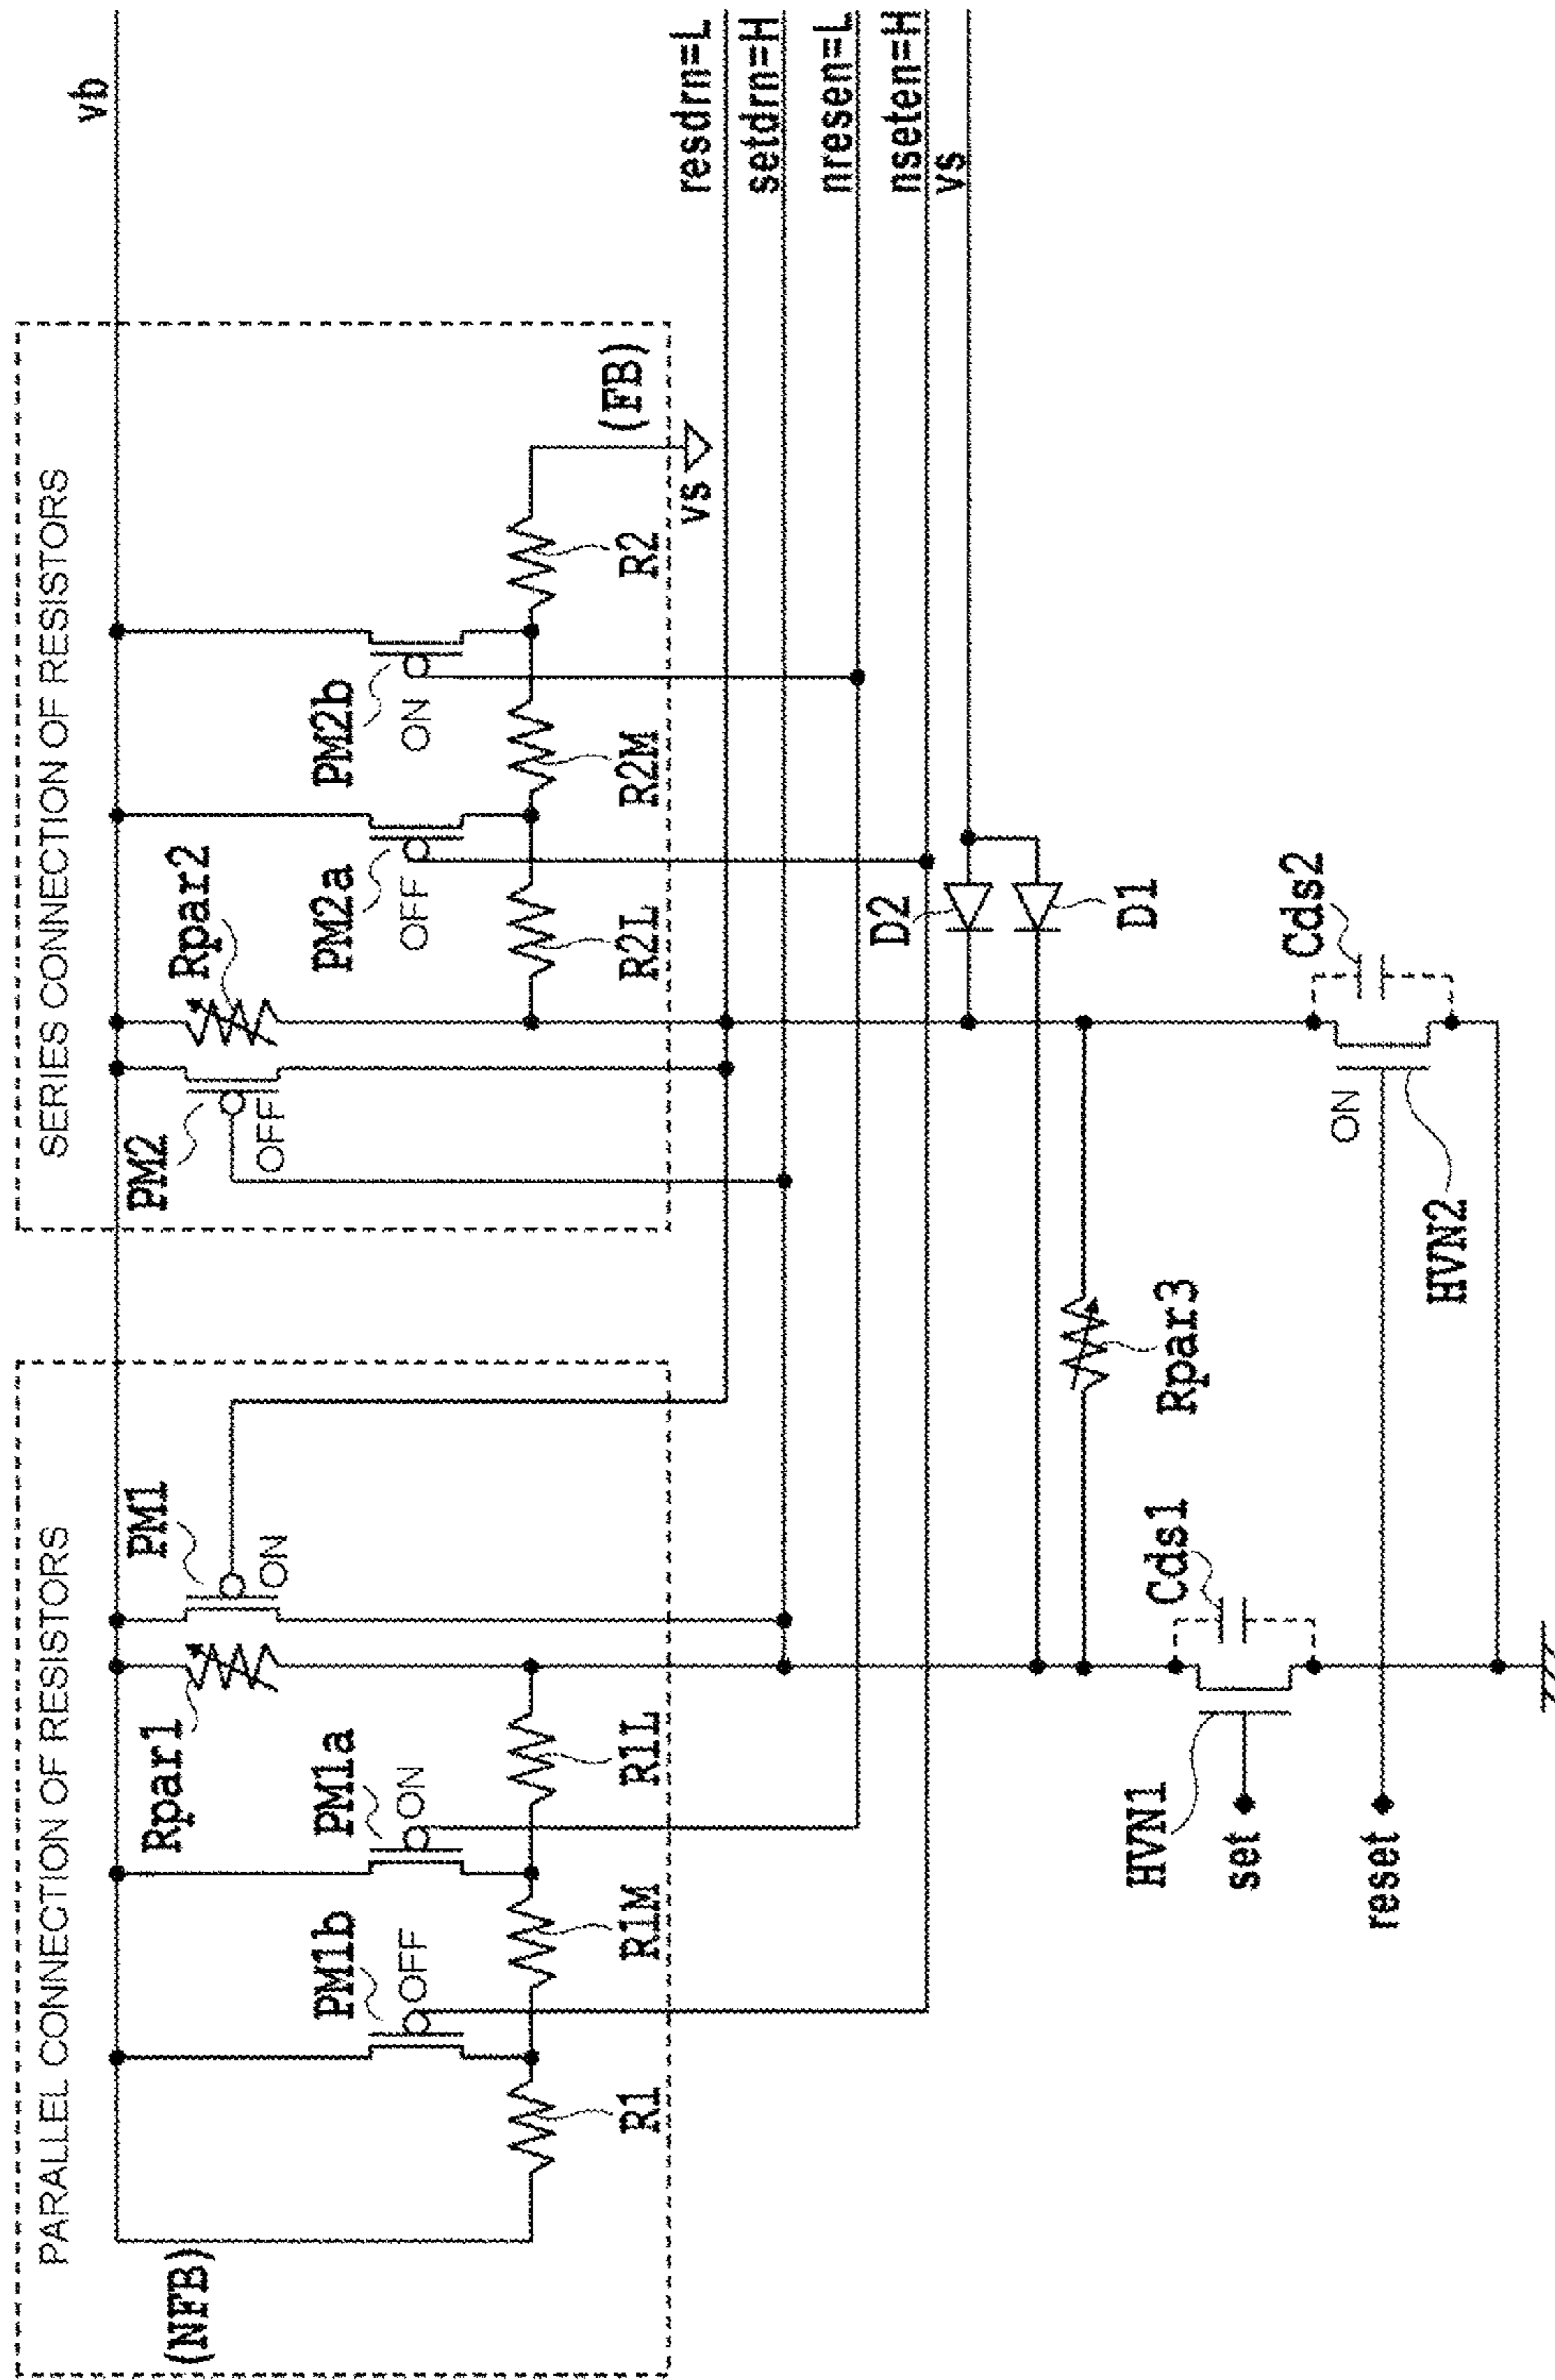 PARALLEL CONNECTION OF RESISTORS
SERIES CONNECTION OF RESISTORS
vb
(NFB)
Rpar1
PM1
ON
PM2
OFF
Rpar2
PM1b
OFF
PM1a
ON
PM2a
OFF
PM2b
ON
(FB)
R1
R1M
R1L
R2L
R2M
R2
vs
resdrn=L
setdrn=H
nresen=L
nseten=H
vs
D2
D1
Rpar3
Cds1
Cds2
HVN1
set
ON
HVN2
reset